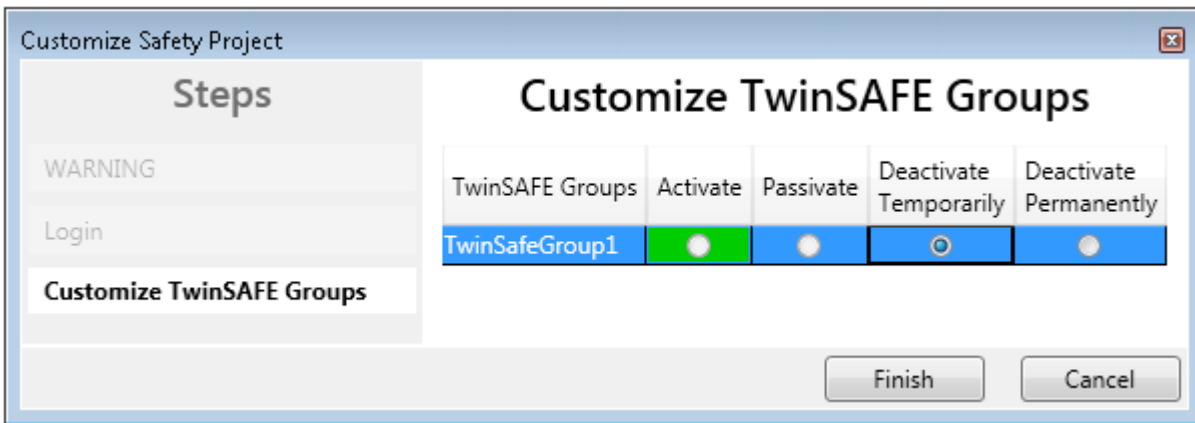 Customize Safety Project
Steps
WARNING
Login
Customize TwinSAFE Groups
Customize TwinSAFE Groups
TwinSAFE Groups Activate Passivate Deactivate Temporarily Deactivate Permanently
TwinSafeGroup1
Finish Cancel